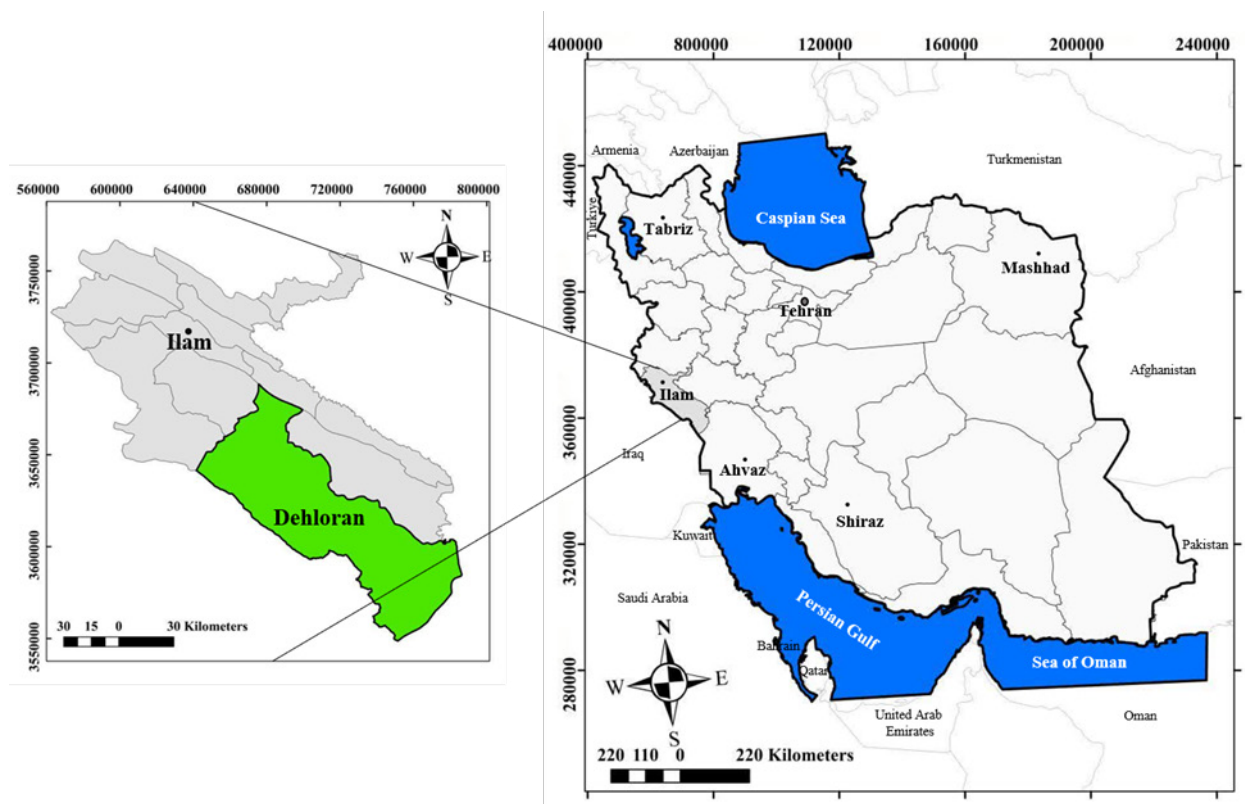 560000 600000 640000 680000 720000 760000 800000
3750000
3700000
3650000
3600000
3550000
N
W E
S
Ilam
Dehloran
30 15 0 30 Kilometers
400000 800000 120000 160000 200000 240000
440000
400000
360000
320000
280000
Armenia
Azerbaijan
Turkmenistan
Türkiye
Caspian Sea
Tabriz
Mashhad
Tehran
Afghanistan
Ilam
Iraq
Ahvaz
Shiraz
Kuwait
Pakistan
Saudi Arabia
Persian Gulf
Bahrain
Qatar
Sea of Oman
United Arab
Emirates
Oman
N
W E
S
220 110 0 220 Kilometers